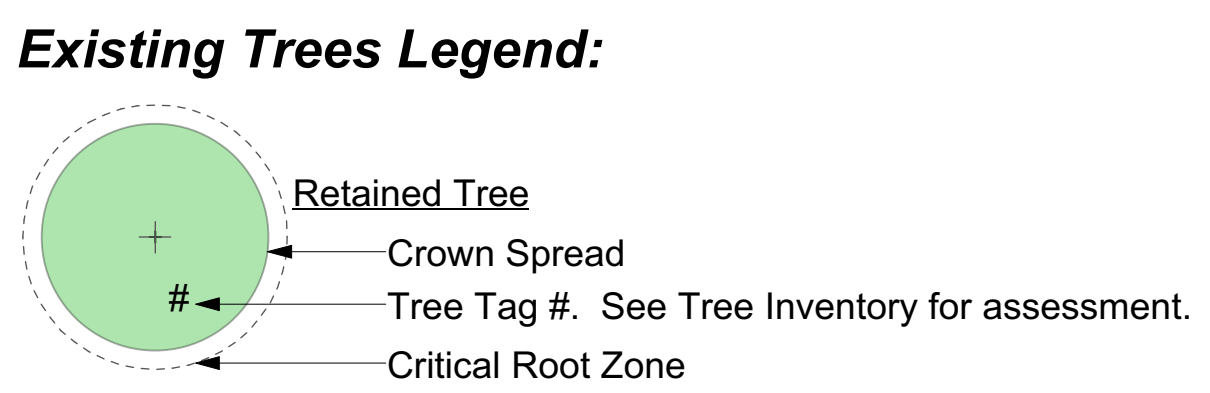 Existing Trees Legend:
Retained Tree
Crown Spread
#
Tree Tag #.  See Tree Inventory for assessment.
Critical Root Zone